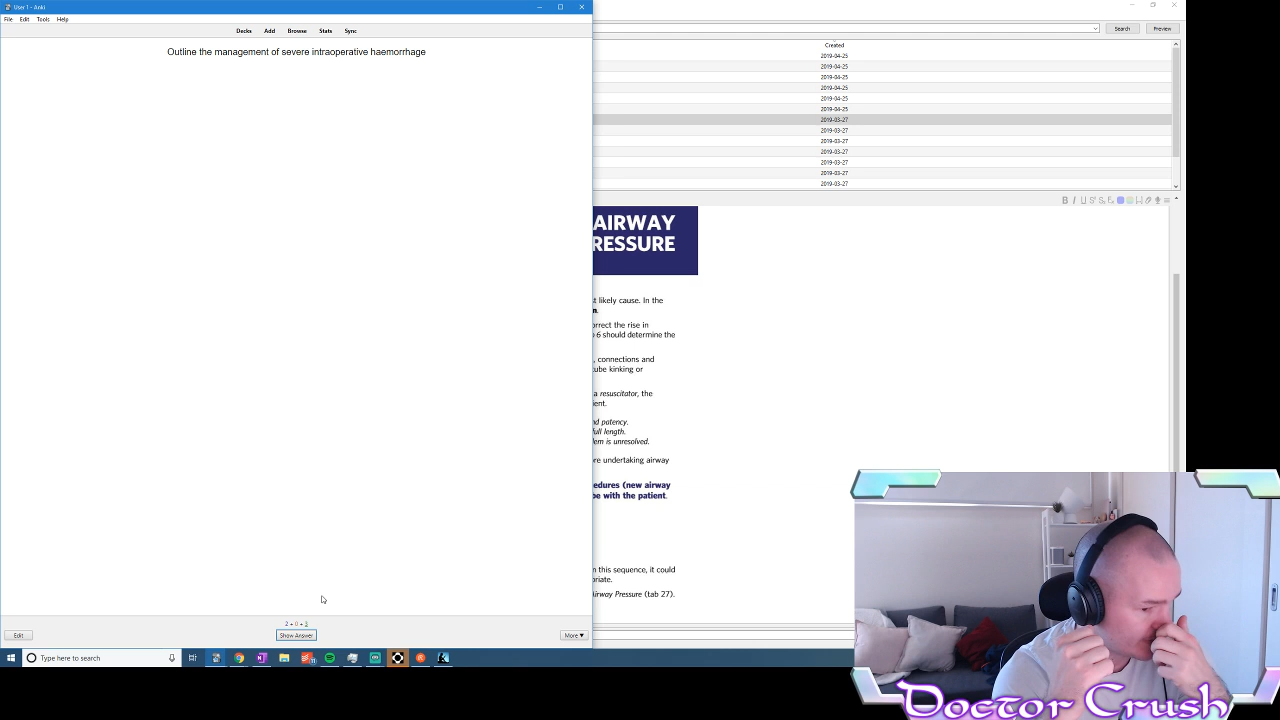 User 1 - Anki
File Edit Tools Help
Decks Add Browse Stats Sync
Outline the management of severe intraoperative haemorrhage
Search Preview
Created
2019-04-25
2019-04-25
2019-04-25
2019-04-25
2019-04-25
2019-04-25
2019-03-27
2019-03-27
2019-03-27
2019-03-27
2019-03-27
2019-03-27
2019-03-27
AIRWAY
RESSURE
t likely cause. In the
n.
orrect the rise in
6 should determine the
, connections and
ube kinking or
a resuscitator, the
ient.
nd patency.
full length.
lem is unresolved.
re undertaking airway
edures (new airway
be with the patient.
n this sequence, it could
riate.
Airway Pressure (tab 27).
2 + 0 +
Edit Show Answer More ▼
Type here to search
Doctor Crush